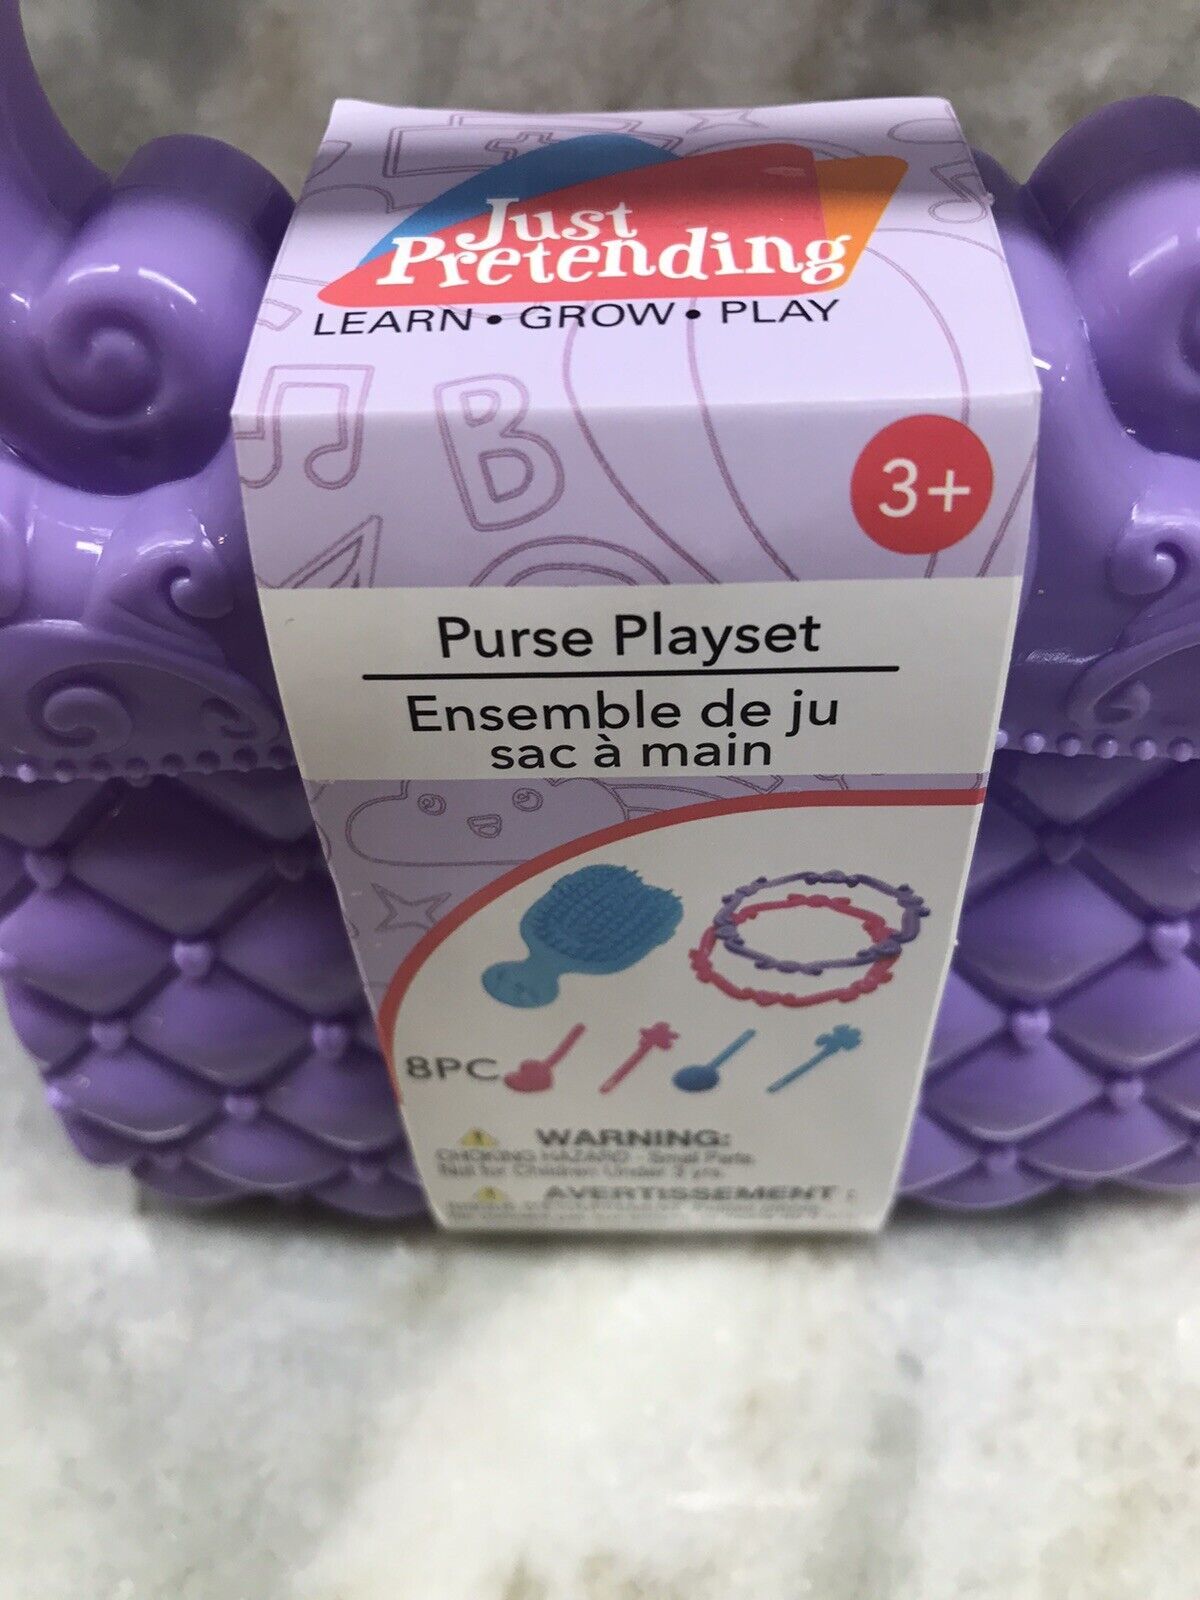 Just
Pretending
LEARN • GROW • PLAY
B
3+
Purse Playset
Ensemble de ju
sac à main
8PC
WARNING:
CHOKING HAZARD - Small Parts.
Not for Children Under 3 yrs.
AVERTISSEMENT :